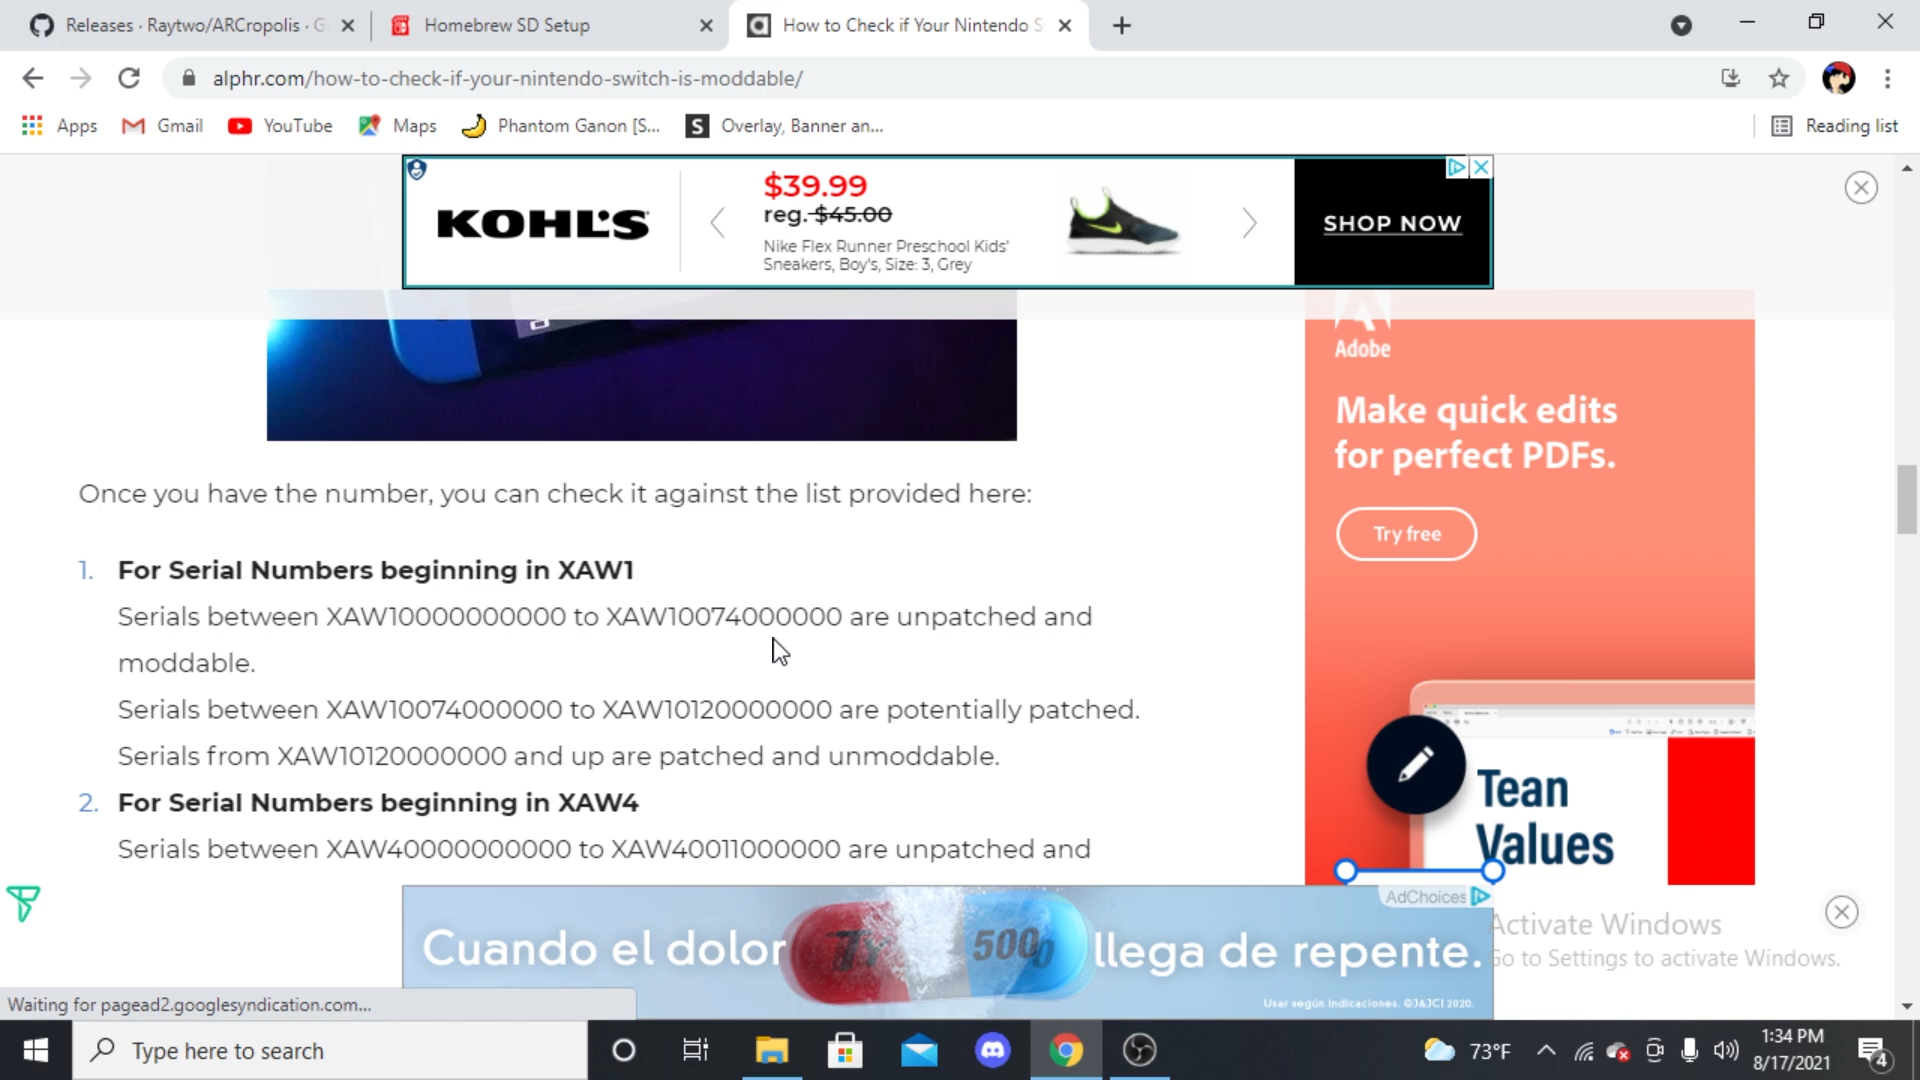 Releases · Raytwo/ARCropolis · G
Homebrew SD Setup
How to Check if Your Nintendo S
alphr.com/how-to-check-if-your-nintendo-switch-is-moddable/
Apps
Gmail
YouTube
Maps
Phantom Ganon [S...
S
Overlay, Banner an...
Reading list
KOHL'S
$39.99
reg. $45.00
Nike Flex Runner Preschool Kids'
Sneakers, Boy's, Size: 3, Grey
SHOP NOW
Adobe
Make quick edits
for perfect PDFs.
Try free
Tean
Values
Once you have the number, you can check it against the list provided here:
1. For Serial Numbers beginning in XAW1
Serials between XAW10000000000 to XAW10074000000 are unpatched and
moddable.
Serials between XAW10074000000 to XAW10120000000 are potentially patched.
Serials from XAW10120000000 and up are patched and unmoddable.
2. For Serial Numbers beginning in XAW4
Serials between XAW40000000000 to XAW40011000000 are unpatched and
AdChoices
Cuando el dolor
500
llega de repente.
Usar según indicaciones. ©J&JCI 2020.
Activate Windows
Go to Settings to activate Windows.
Waiting for pagead2.googlesyndication.com...
Type here to search
73°F
1:34 PM
8/17/2021
4